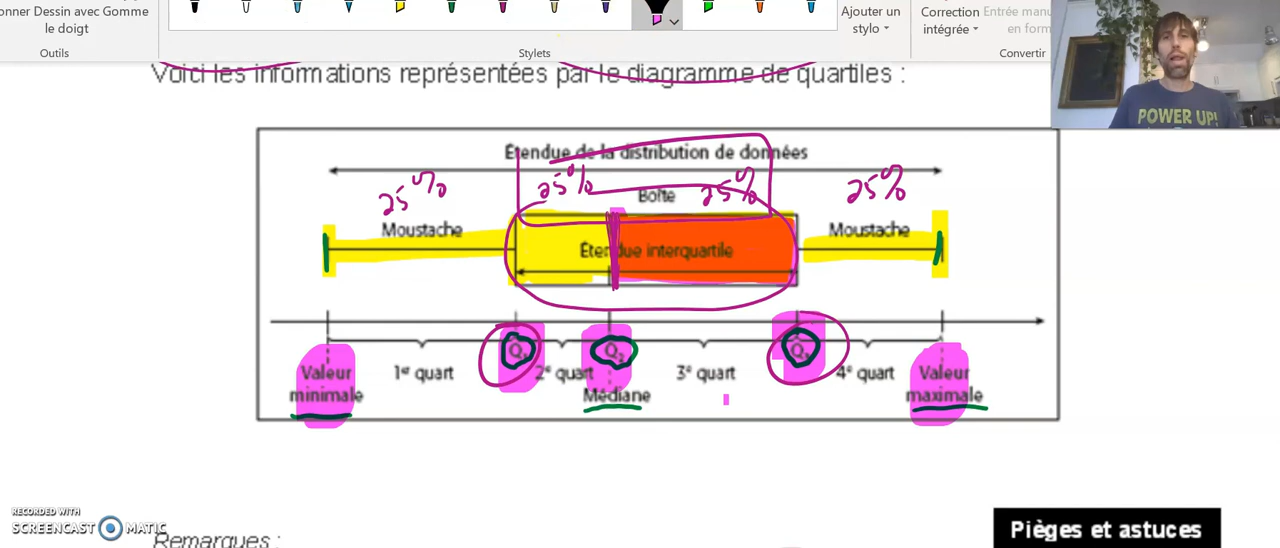 onner Dessin avec Gomme
le doigt
Outils
Stylets
Ajouter un
stylo
Correction
intégrée
Entrée manu
en form
Convertir
POWER UP!
Voici les informations représentées par le diagramme de quartiles :
Étendue de la distribution de données
25% 25% 25% 25%
Boîte
Moustache Moustache
Étendue interquartile
Q₁ Q₂ Q₃
Valeur
minimale
1er quart 2e quart 3e quart 4e quart
Médiane
Valeur
maximale
RECORDED WITH
SCREENCAST MATIC
Pièges et astuces
Remarques :